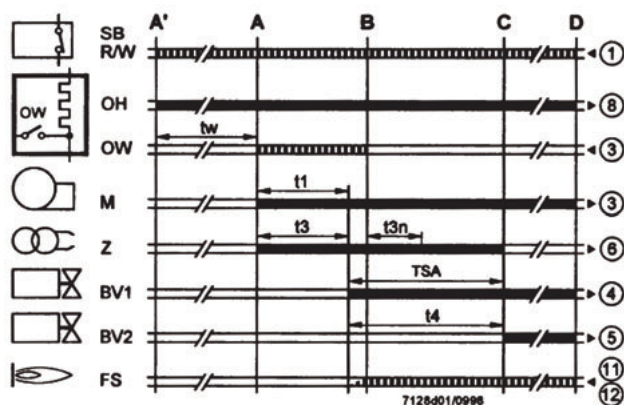 A' A B C D
SB
R/W 1
OW
OH 8
tw
OW 3
t1
M 3
t3 t3n
Z 6
TSA
BV1 4
t4
BV2 5
11
FS
12
7128d01/0996